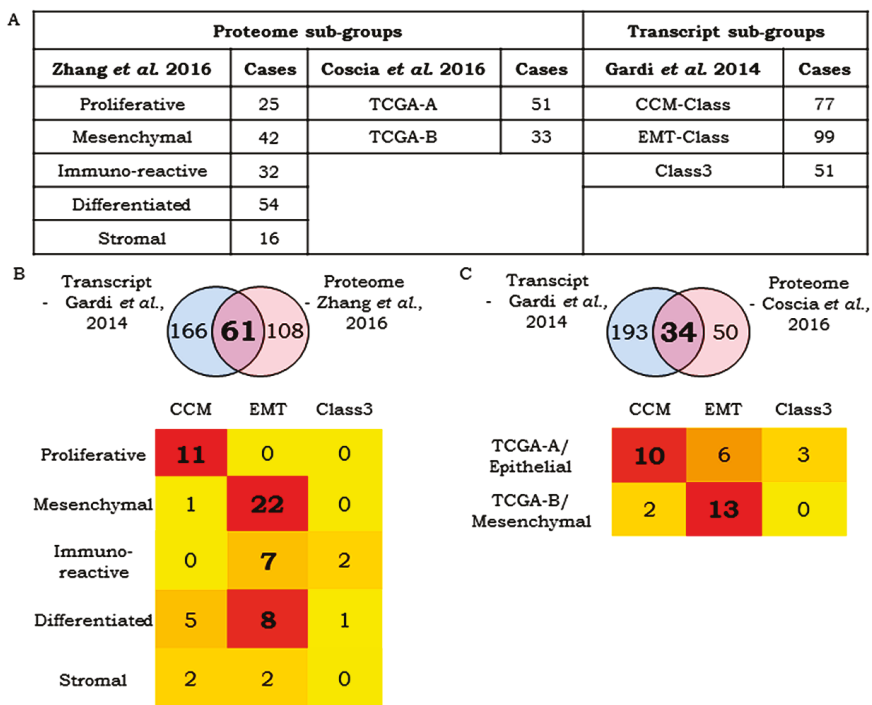 A
Proteome sub-groups Transcript sub-groups
Zhang et al. 2016 Cases Coscia et al. 2016 Cases Gardi et al. 2014 Cases
Proliferative 25 TCGA-A 51 CCM-Class 77
Mesenchymal 42 TCGA-B 33 EMT-Class 99
Immuno-reactive 32 Class3 51
Differentiated 54
Stromal 16
B
Transcript
- Gardi et al.,
2014
166 61 108
Proteome
- Zhang et al.,
2016
CCM EMT Class3
Proliferative 11 0 0
Mesenchymal 1 22 0
Immuno-
reactive 0 7 2
Differentiated 5 8 1
Stromal 2 2 0
C
Transcipt
- Gardi et al.,
2014
193 34 50
Proteome
- Coscia et al.,
2016
CCM EMT Class3
TCGA-A/
Epithelial 10 6 3
TCGA-B/
Mesenchymal 2 13 0